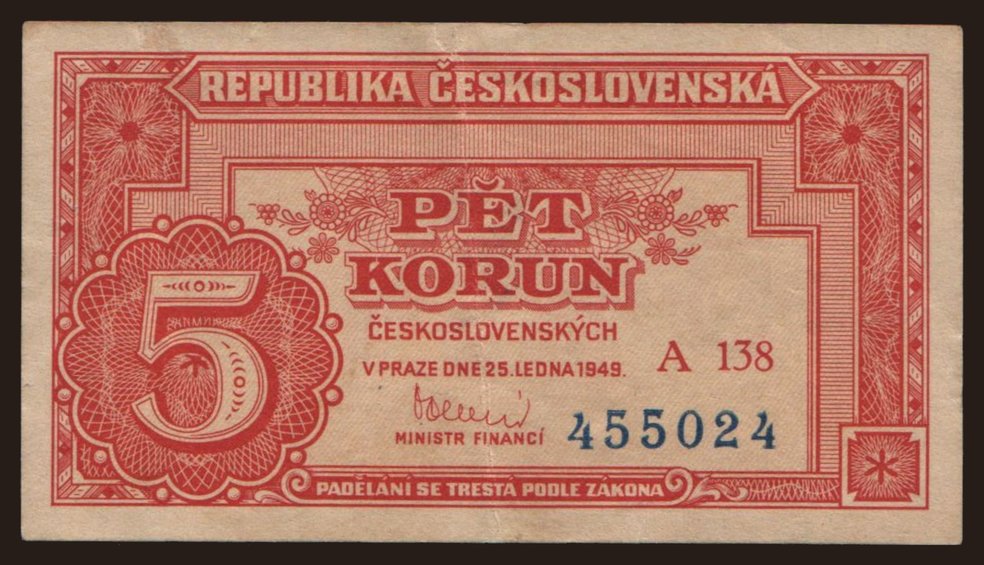 REPUBLIKA ČESKOSLOVENSKÁ
PĚT
KORUN
5
ČESKOSLOVENSKÝCH
V PRAZE DNE 25. LEDNA 1949.
A 138
MINISTR FINANCÍ
455024
PADĚLÁNÍ SE TRESTÁ PODLE ZÁKONA